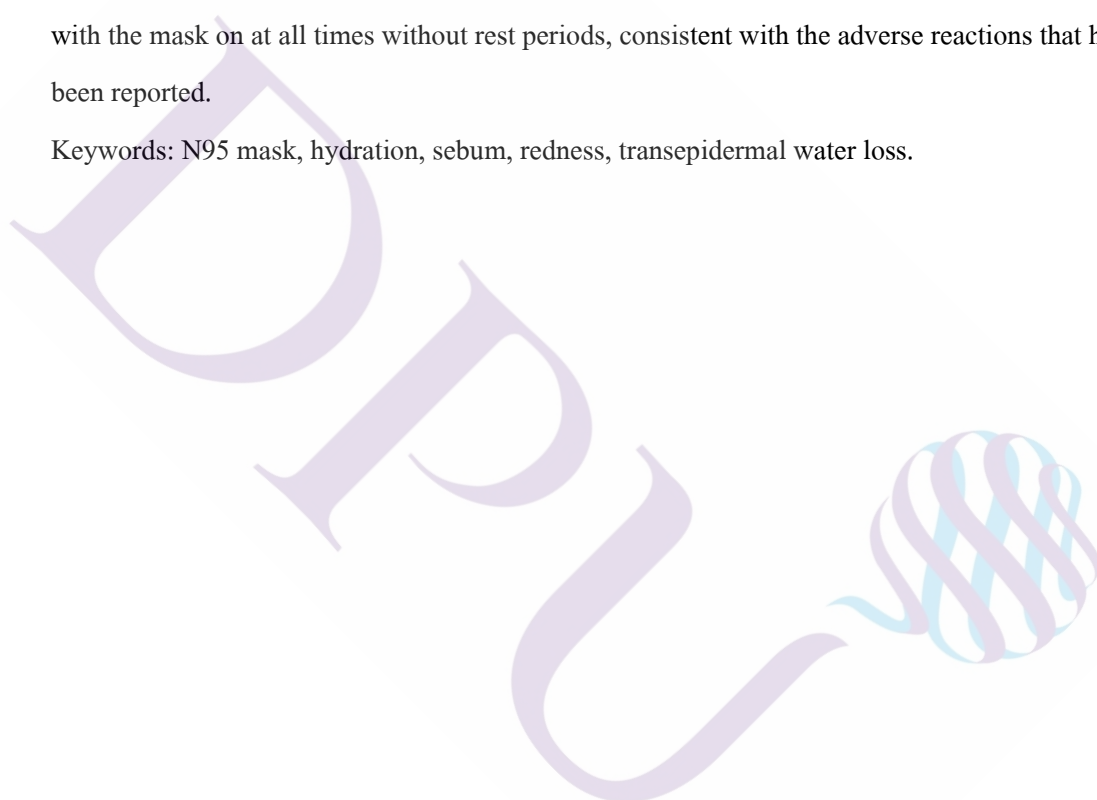 with the mask on at all times without rest periods, consistent with the adverse reactions that
been reported.
Keywords: N95 mask, hydration, sebum, redness, transepidermal water loss.
DPU